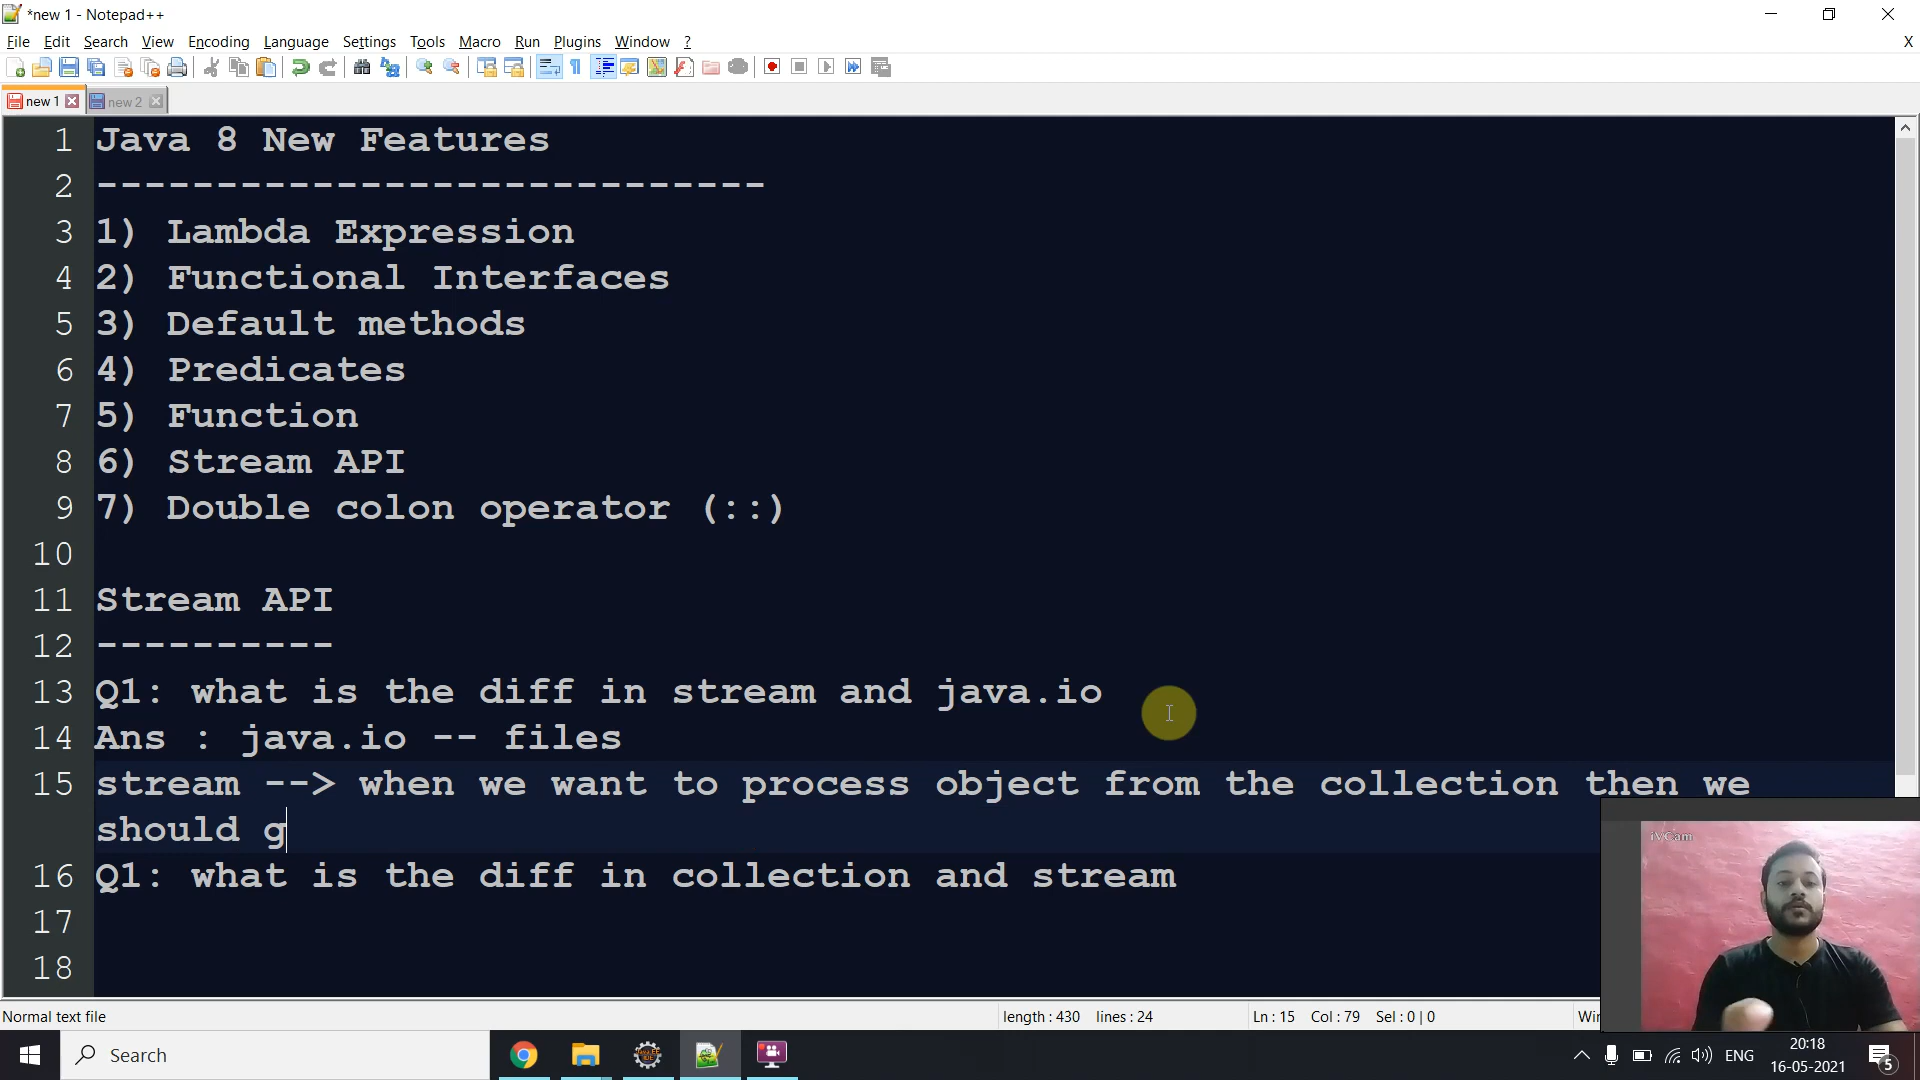 *new 1 - Notepad++
File Edit Search View Encoding Language Settings Tools Macro Run Plugins Window ? X
new 1 new 2
1 Java 8 New Features
2 ----------------------------
3 1) Lambda Expression
4 2) Functional Interfaces
5 3) Default methods
6 4) Predicates
7 5) Function
8 6) Stream API
9 7) Double colon operator (::)
10
11 Stream API
12 ----------
13 Q1: what is the diff in stream and java.io
14 Ans : java.io -- files
15 stream --> when we want to process object from the collection then we
should g
16 Q1: what is the diff in collection and stream
17
18
iVCam
Normal text file length : 430 lines : 24 Ln : 15 Col : 79 Sel : 0 | 0
Search
ENG
20:18
16-05-2021
5